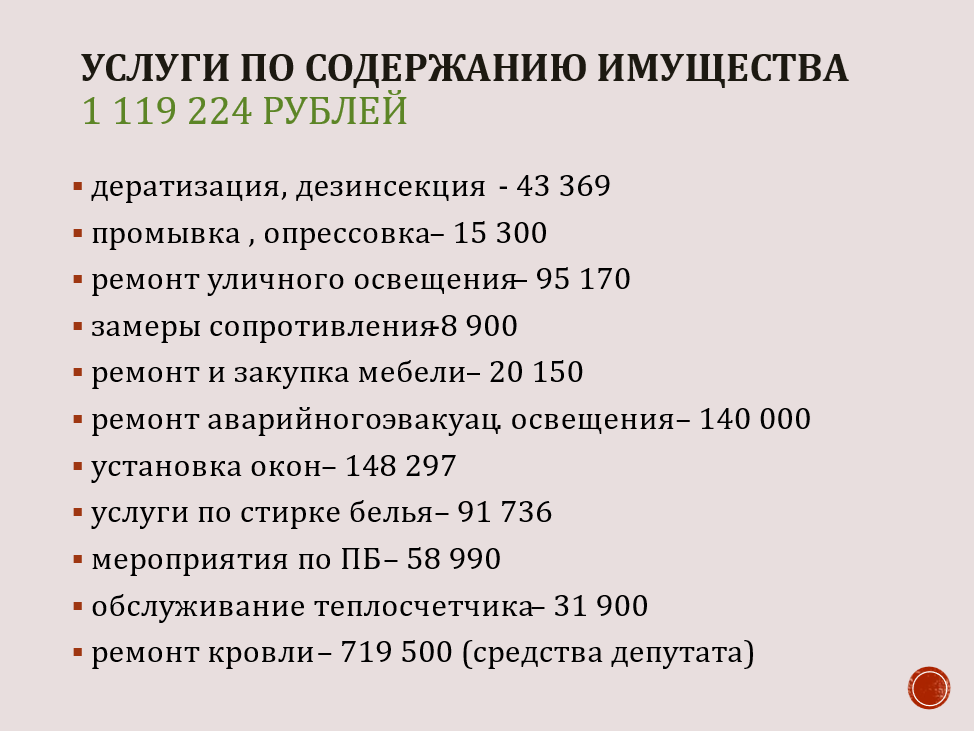 УСЛУГИ ПО СОДЕРЖАНИЮ ИМУЩЕСТВА
1 119 224 РУБЛЕЙ
дератизация, дезинсекция - 43 369
промывка , опрессовка– 15 300
ремонт уличного освещения– 95 170
замеры сопротивления-8 900
ремонт и закупка мебели– 20 150
ремонт аварийногоэвакуац. освещения– 140 000
установка окон– 148 297
услуги по стирке белья– 91 736
мероприятия по ПБ– 58 990
обслуживание теплосчетчика– 31 900
ремонт кровли– 719 500 (средства депутата)